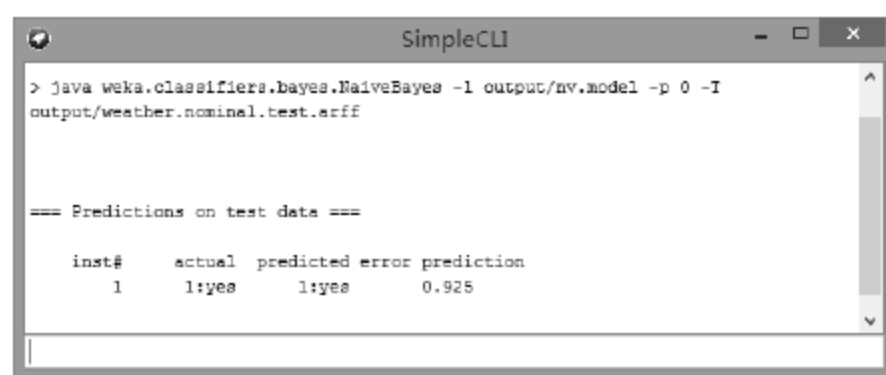 SimpleCLI
> java weka.classifiers.bayes.NaiveBayes -l output/nv.model -p 0 -T
output/weather.nominal.test.arff
=== Predictions on test data ===
inst# actual predicted error prediction
1 1:yes 1:yes 0.925